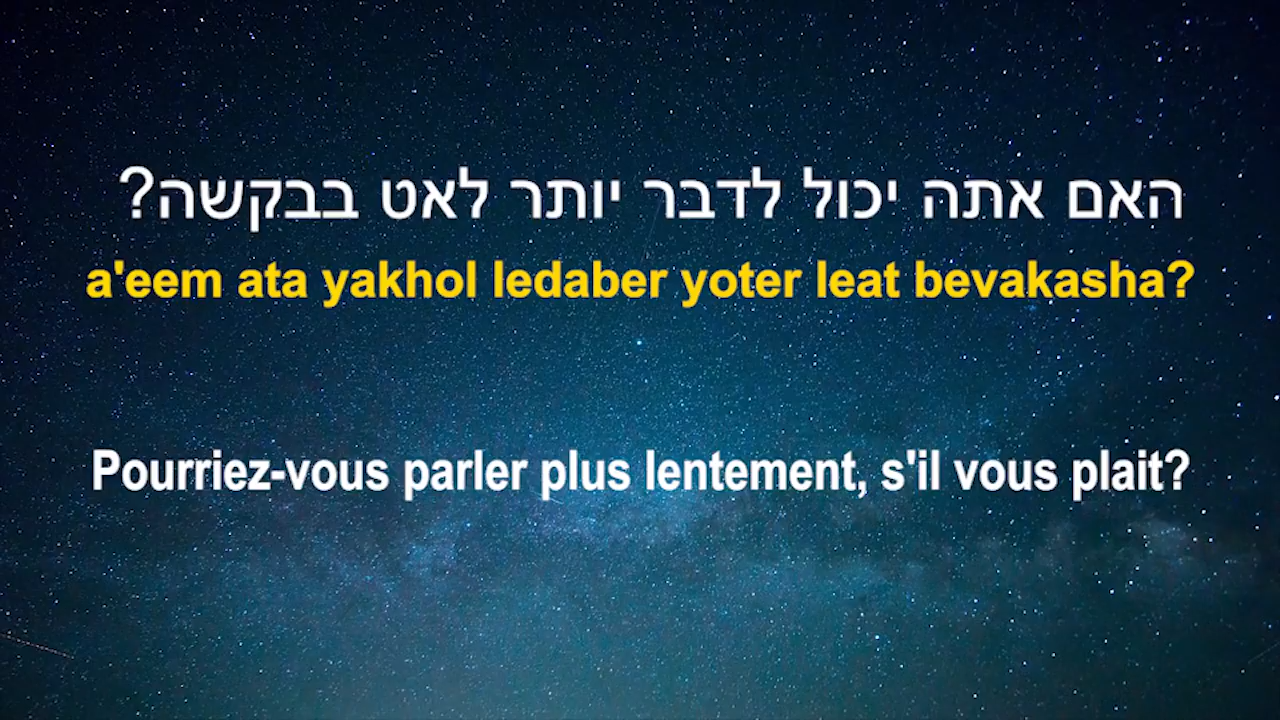 האם אתה יכול לדבר יותר לאט בבקשה?
a'eem ata yakhol ledaber yoter leat bevakasha?
Pourriez-vous parler plus lentement, s'il vous plait?